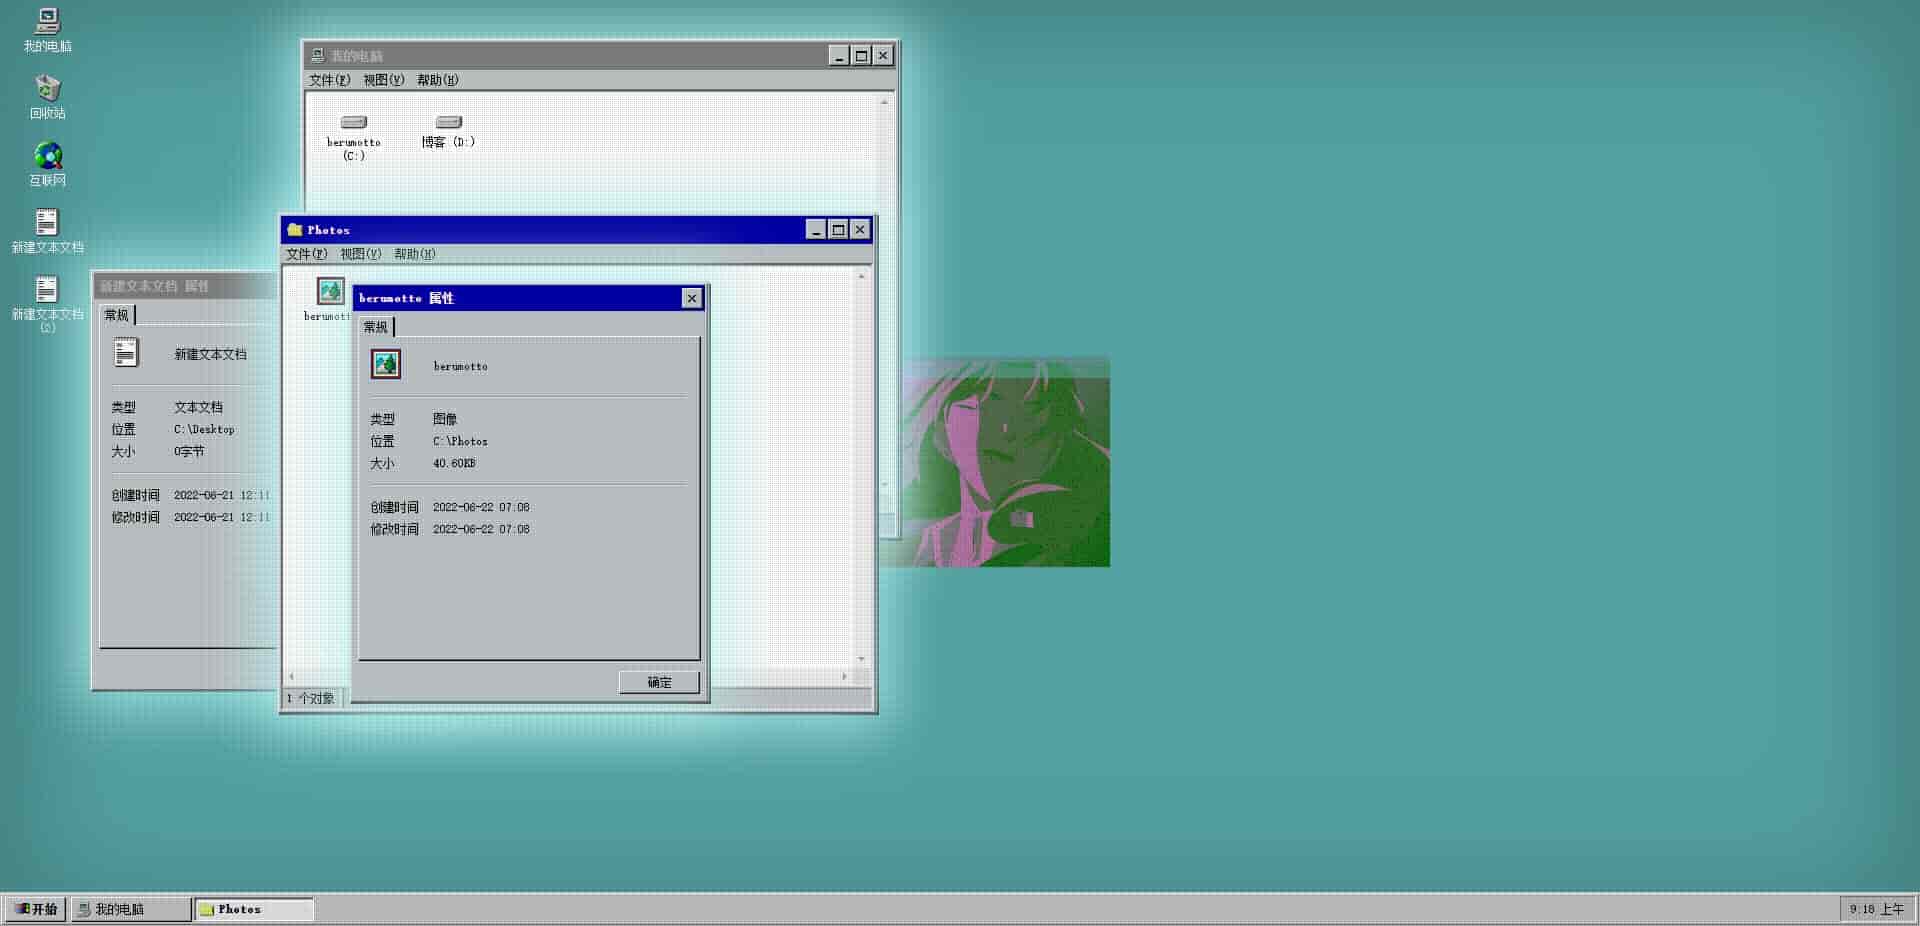 我的电脑
回收站
互联网
新建文本文档
新建文本文档
(2)
我的电脑
文件(F) 视图(V) 帮助(H)
berumotto
(C:)
博客 (D:)
Photos
文件(F) 视图(V) 帮助(H)
berumott
1 个对象
新建文本文档 属性
常规
新建文本文档
类型 文本文档
位置 C:\Desktop
大小 0字节
创建时间 2022-06-21 12:11
修改时间 2022-06-21 12:11
berumotto 属性
常规
berumotto
类型 图像
位置 C:\Photos
大小 40.60KB
创建时间 2022-06-22 07:08
修改时间 2022-06-22 07:08
确定
开始
我的电脑
Photos
9:18 上午